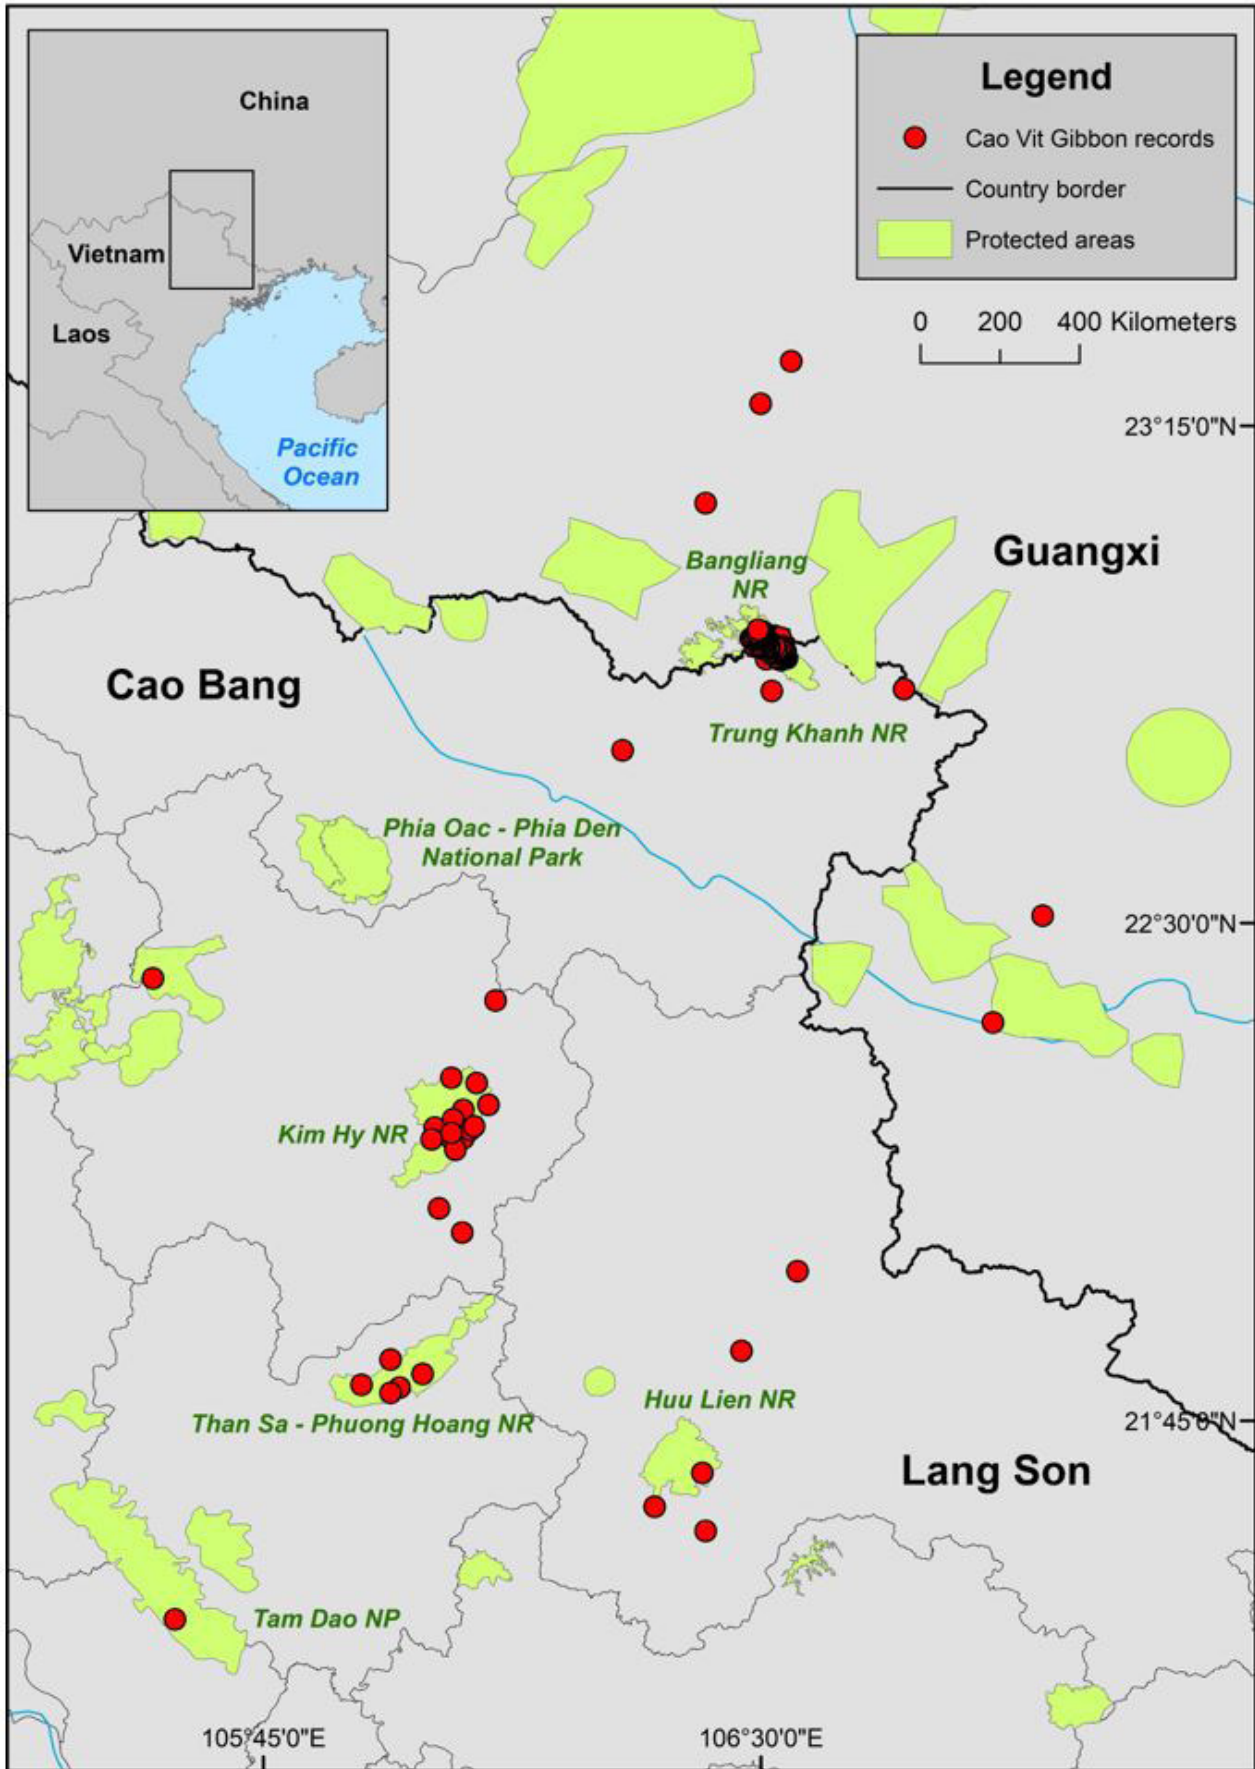 China
Vietnam
Laos
Pacific
Ocean
Legend
Cao Vit Gibbon records
Country border
Protected areas
0 200 400 Kilometers
23°15'0"N
Guangxi
Bangliang
NR
Cao Bang
Trung Khanh NR
Phia Oac - Phia Den
National Park
22°30'0"N
Kim Hy NR
Huu Lien NR
Than Sa - Phuong Hoang NR
21°45'0"N
Lang Son
Tam Dao NP
105°45'0"E
106°30'0"E